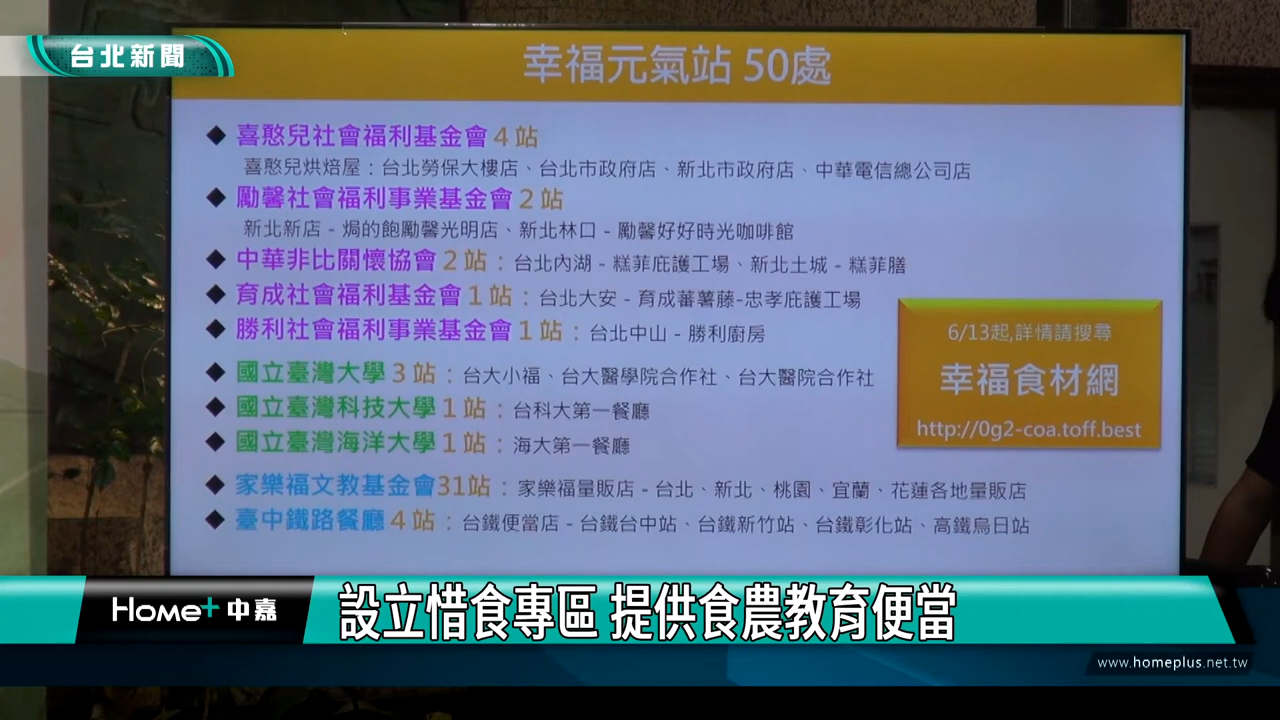 台北新聞
幸福元氣站 50處
◆ 喜憨兒社會福利基金會 4 站
喜憨兒烘焙屋：台北勞保大樓店、台北市政府店、新北市政府店、中華電信總公司店
◆ 勵馨社會福利事業基金會 2 站
新北新店 - 焗的飽勵馨光明店、新北林口 - 勵馨好好時光咖啡館
◆ 中華非比關懷協會 2 站：台北內湖 - 糕菲庇護工場、新北土城 - 糕菲膳
◆ 育成社會福利基金會 1 站：台北大安 - 育成蕃薯藤-忠孝庇護工場
◆ 勝利社會福利事業基金會 1 站：台北中山 - 勝利廚房
◆ 國立臺灣大學 3 站：台大小福、台大醫學院合作社、台大醫院合作社
◆ 國立臺灣科技大學 1 站：台科大第一餐廳
◆ 國立臺灣海洋大學 1 站：海大第一餐廳
◆ 家樂福文教基金會31站：家樂福量販店 - 台北、新北、桃園、宜蘭、花蓮各地量販店
◆ 臺中鐵路餐廳 4 站：台鐵便當店 - 台鐵台中站、台鐵新竹站、台鐵彰化站、高鐵烏日站
6/13起,詳情請搜尋
幸福食材網
http://0g2-coa.toff.best
Home+ 中嘉
設立惜食專區 提供食農教育便當
www.homeplus.net.tw